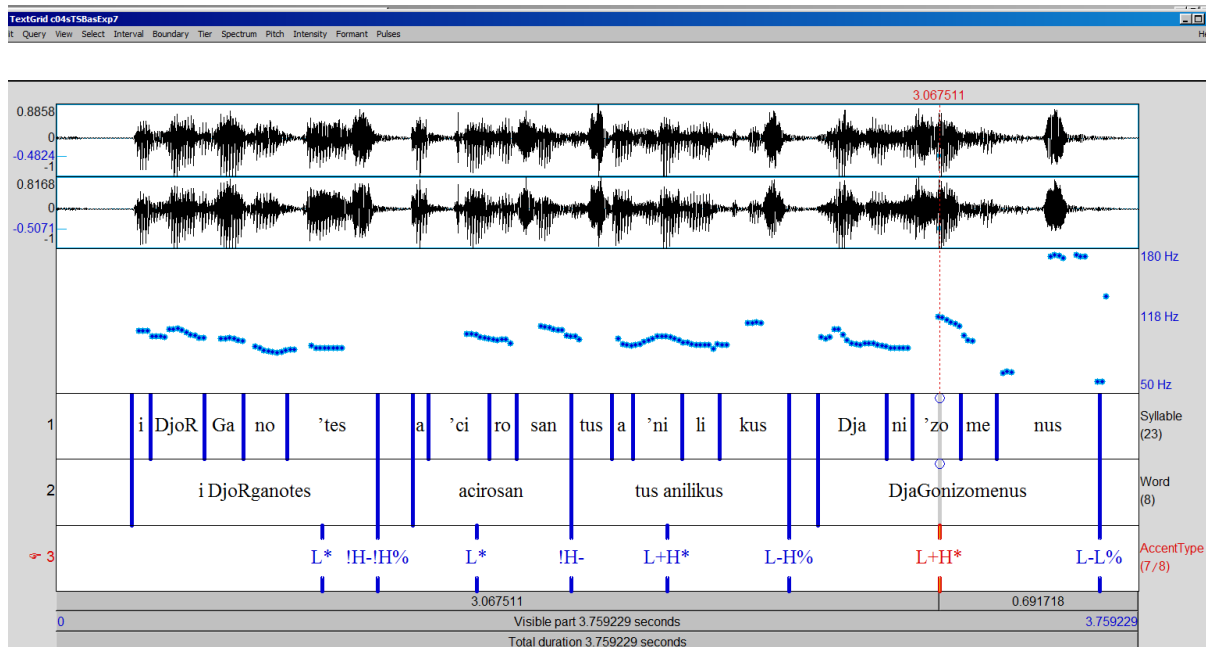 TextGrid c04sTSBasExp7
it Query View Select Interval Boundary Tier Spectrum Pitch Intensity Formant Pulses He
3.067511
0.8858
0
-0.4824
-1
0.8168
0
-0.5071
-1
180 Hz
118 Hz
50 Hz
1 i DjoR Ga no 'tes a 'ci ro san tus a 'ni li kus Dja ni 'zo me nus Syllable (23)
2 i DjoRganotes acirosan tus anilikus DjaGonizomenus Word (8)
3 L* !H-!H% L* !H- L+H* L-H% L+H* L-L% AccentType (7/8)
3.067511 0.691718
0 Visible part 3.759229 seconds 3.759229
Total duration 3.759229 seconds